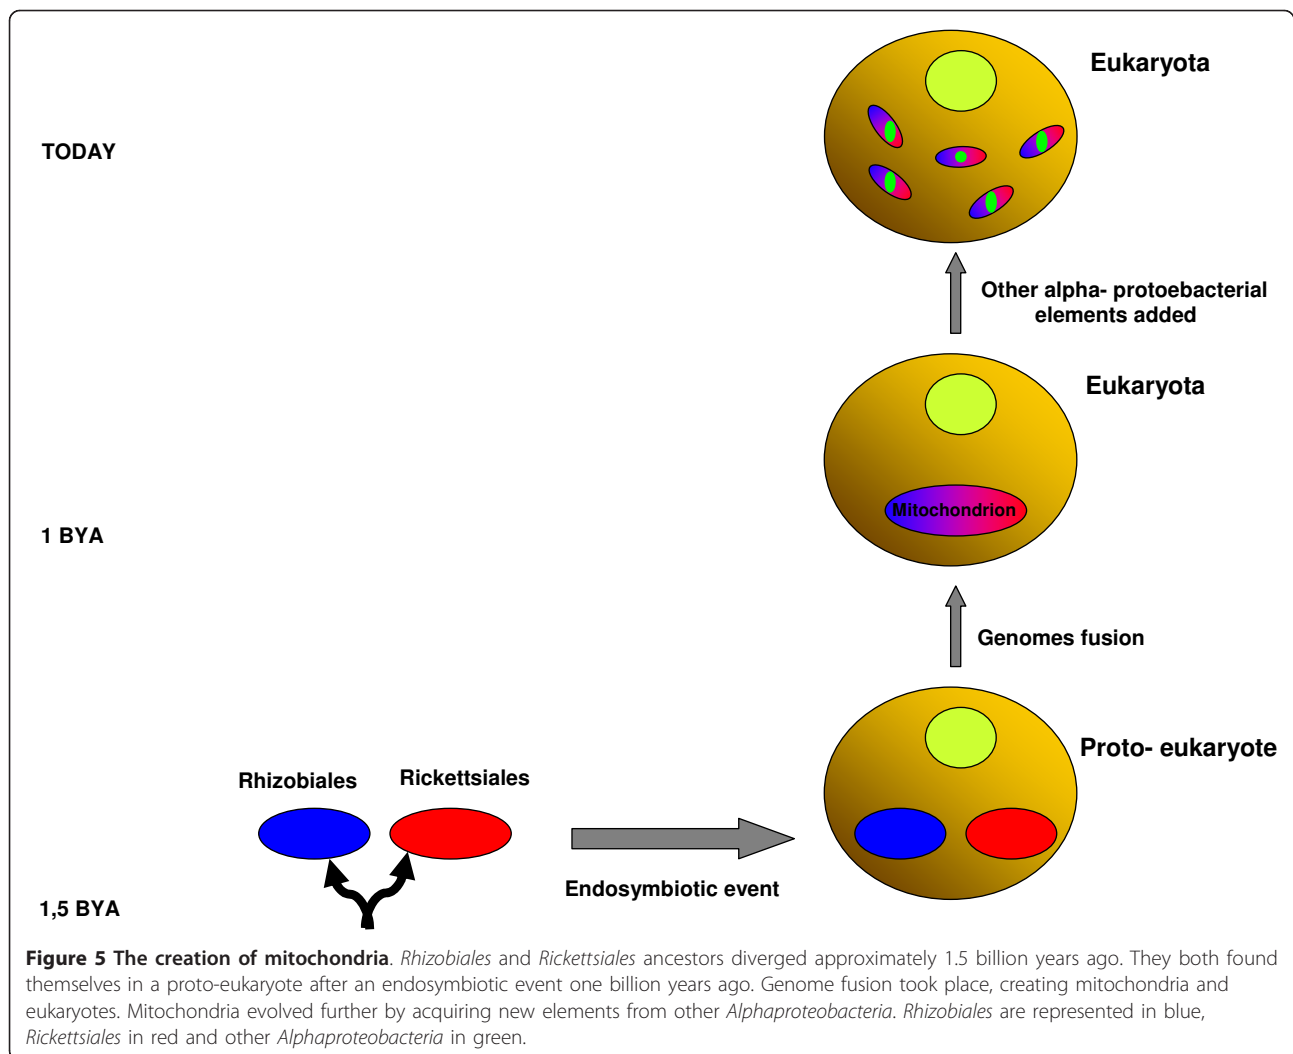 Eukaryota
TODAY
Other alpha- protoebacterial
elements added
Eukaryota
Mitochondrion
1 BYA
Genomes fusion
Proto- eukaryote
Rhizobiales
Rickettsiales
Endosymbiotic event
1,5 BYA
Figure 5 The creation of mitochondria. Rhizobiales and Rickettsiales ancestors diverged approximately 1.5 billion years ago. They both found
themselves in a proto-eukaryote after an endosymbiotic event one billion years ago. Genome fusion took place, creating mitochondria and
eukaryotes. Mitochondria evolved further by acquiring new elements from other Alphaproteobacteria. Rhizobiales are represented in blue,
Rickettsiales in red and other Alphaproteobacteria in green.